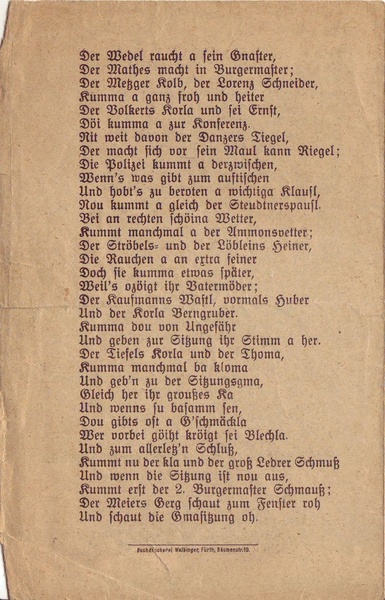 Der Wedel raucht a sein Gnaster,
Der Mathes macht in Burgermaster;
Der Metzger Kolb, der Lorenz Schneider,
Kumma a ganz froh und heiter
Der Volkerts Korla und sei Ernst,
Döi kumma a zur Konferenz.
Nit weit davon der Danzers Tiegel,
Der macht sich vor sein Maul kann Riegel;
Die Polizei kummt a derzwischen,
Wenn's was gibt zum auftischen
Und hobt's zu beroten a wichtiga Klausl,
Nou kummt a gleich der Steudtnerspausl.
Bei an rechten schöina Wetter,
Kummt manchmal a der Ammonsvetter;
Der Ströbels- und der Löbleins Heiner,
Die Rauchen a an extra feiner
Doch sie kumma etwas später,
Weil's ozöigt ihr Vatermöder;
Der Kaufmanns Wastl, vormals Huber
Und der Korla Berngruber.
Kumma dou von Ungefähr
Und geben zur Sitzung ihr Stimm a her.
Der Tiefels Korla und der Thoma,
Kumma manchmal ba kloma
Und geb'n zu der Sitzungsgma,
Gleich her ihr groußes Ka
Und wenns su basamm sen,
Dou gibts oft a G'schmäckla
Wer vorbei göiht kröigt sei Blechla.
Und zum allerletz'n Schluß,
Kummt nu der kla und der groß Ledrer Schmuß
Und wenn die Sitzung ist nou aus,
Kummt erst der 2. Burgermaster Schmauß;
Der Meiers Gerg schaut zum Fenster roh
Und schaut die Gmasitzung oh.
Buchdruckerei Walbinger, Fürth, Blumenstr.19.